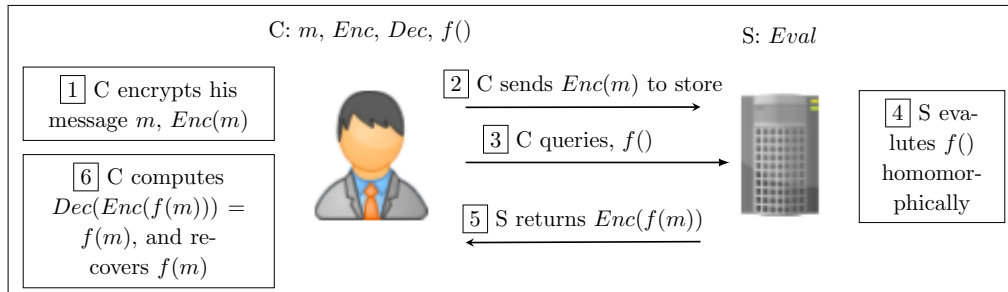 C: m, Enc, Dec, f()
S: Eval
1 C encrypts his
message m, Enc(m)
2 C sends Enc(m) to store
3 C queries, f()
4 S eva-
lutes f()
homomor-
phically
5 S returns Enc(f(m))
6 C computes
Dec(Enc(f(m))) =
f(m), and re-
covers f(m)